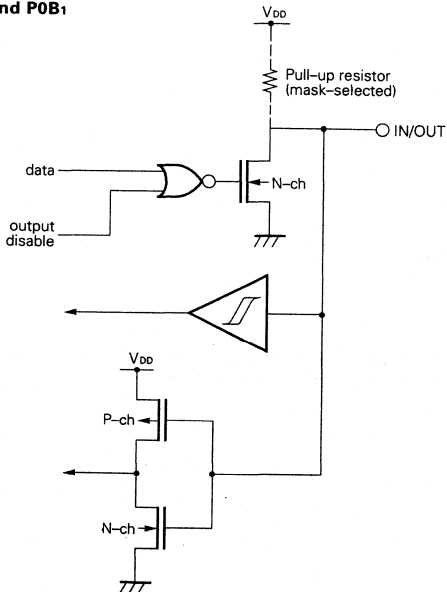 nd P0B1
VDD
Pull-up resistor
(mask-selected)
IN/OUT
data
N-ch
output
disable
VDD
P-ch
N-ch